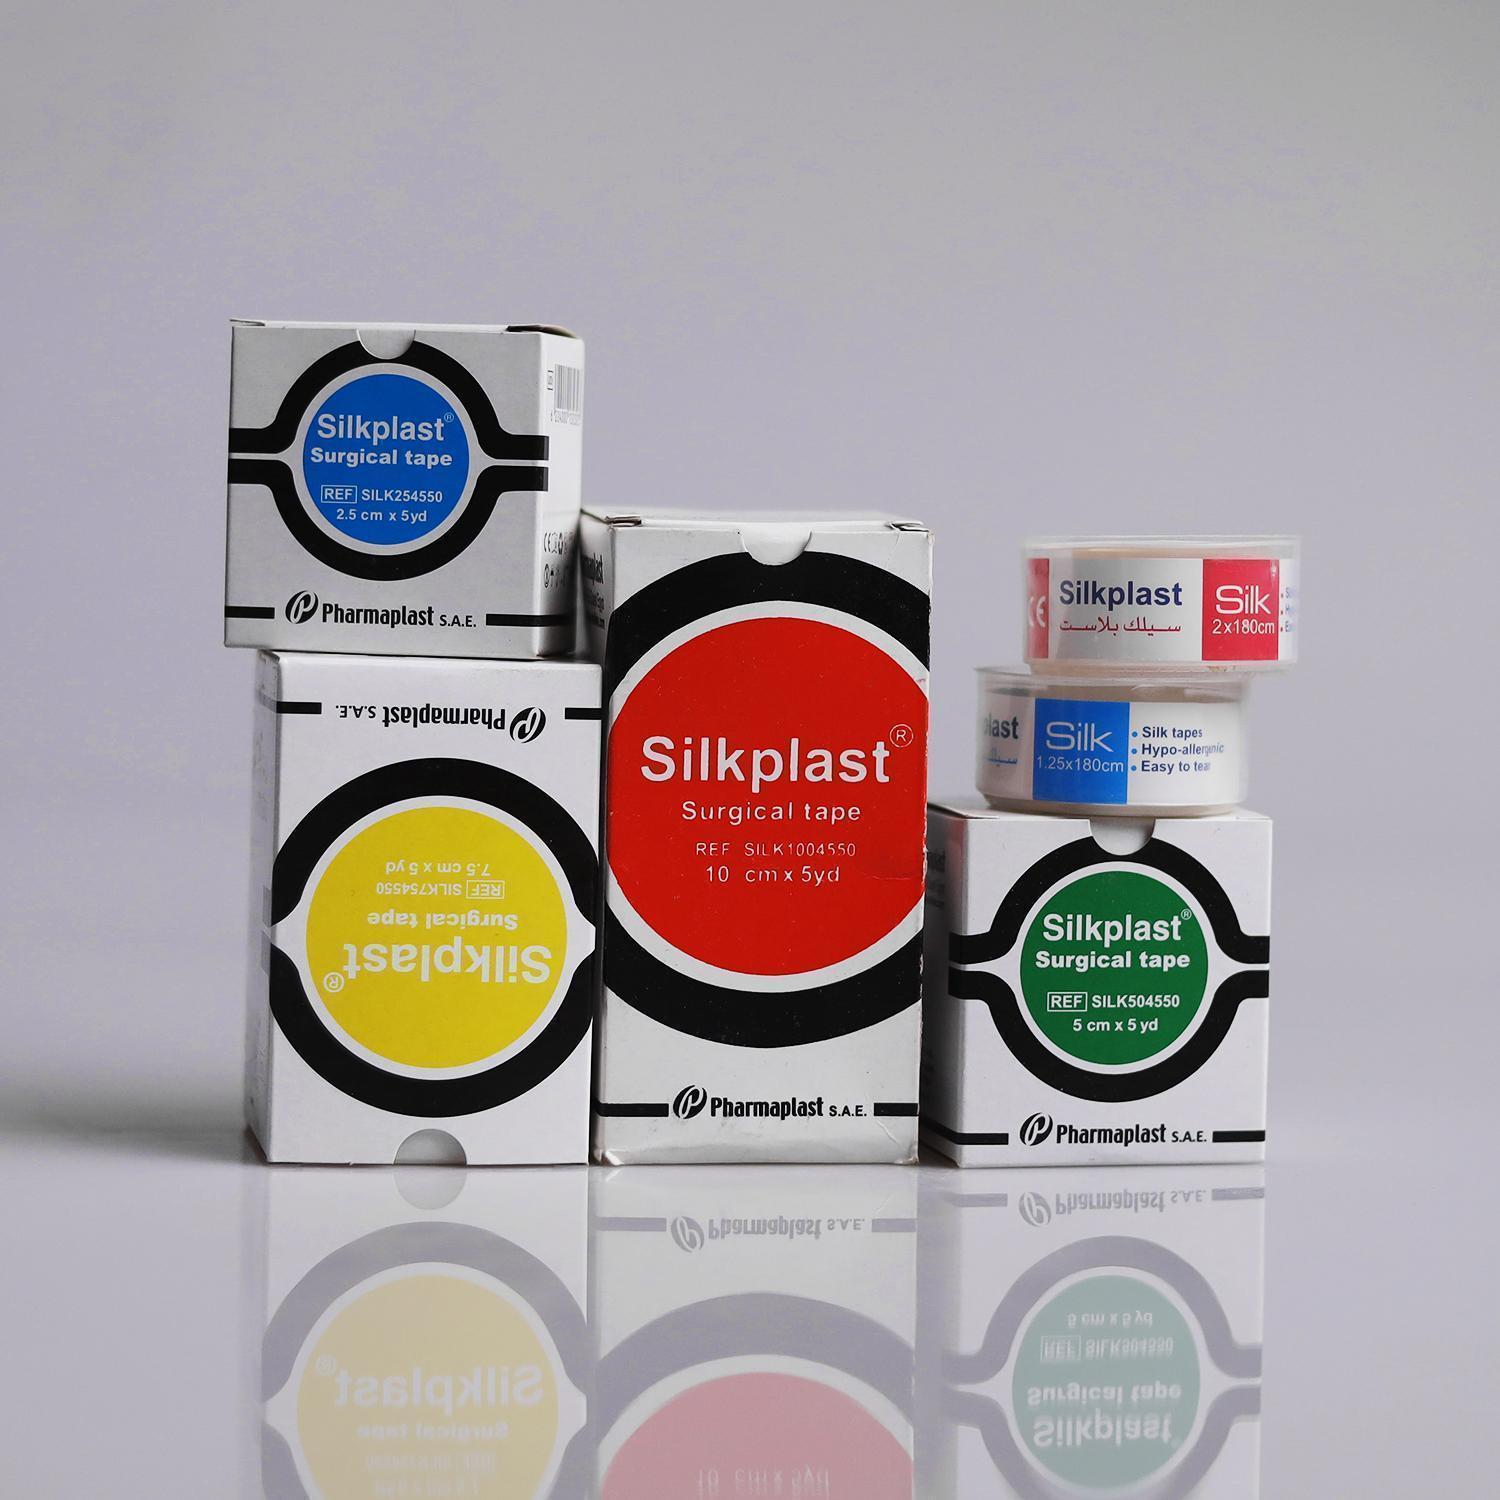 Silkplast®
Surgical tape
REF SILK254550
2.5 cm x 5yd
Pharmaplast S.A.E.
Silkplast®
Surgical tape
REF SILK754550
7.5 cm x 5 yd
Pharmaplast S.A.E.
Silkplast®
Surgical tape
REF SILK1004550
10 cm x 5yd
Pharmaplast S.A.E.
CE
Silkplast
سيلك بلاست
Silk
2x180cm
Silk
1.25x180cm
• Silk tapes
• Hypo-allergenic
• Easy to tear
Silkplast®
Surgical tape
REF SILK504550
5 cm x 5 yd
Pharmaplast S.A.E.